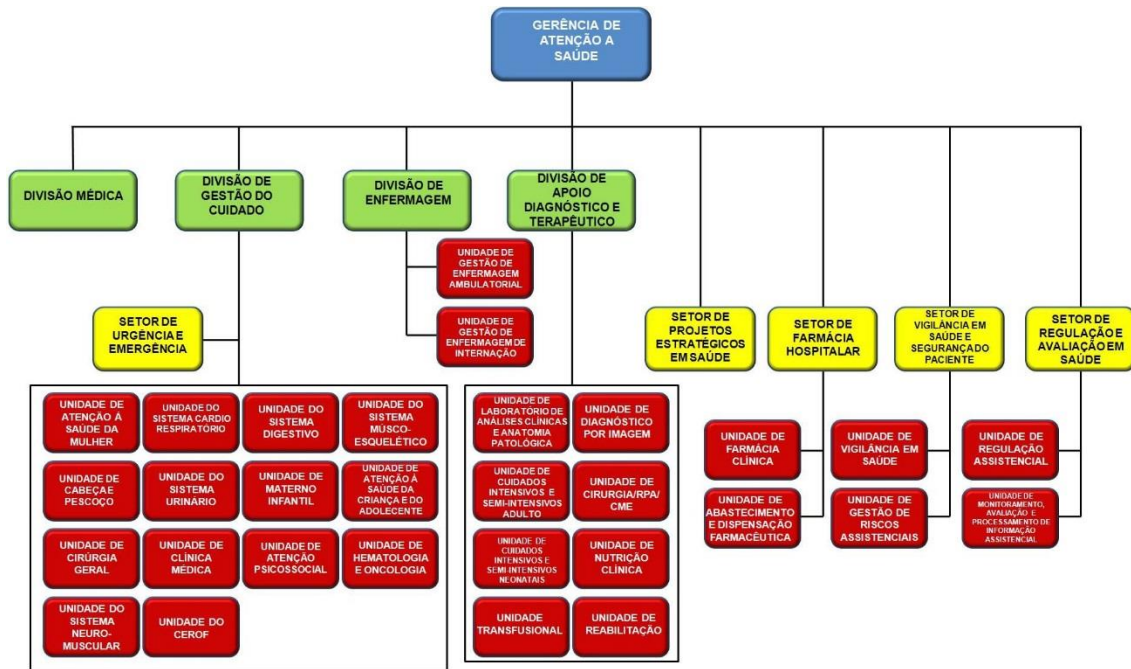 GERÊNCIA DE
ATENÇÃO A
SAÚDE
DIVISÃO MÉDICA
DIVISÃO DE
GESTÃO DO
CUIDADO
DIVISÃO DE
ENFERMAGEM
DIVISÃO DE
APOIO
DIAGNÓSTICO E
TERAPÊUTICO
UNIDADE DE
GESTÃO DE
ENFERMAGEM
AMBULATORIAL
UNIDADE DE
GESTÃO DE
ENFERMAGEM DE
INTERNAÇÃO
SETOR DE
URGÊNCIA E
EMERGÊNCIA
SETOR DE
PROJETOS
ESTRATÉGICOS
EM SAÚDE
SETOR DE
FARMÁCIA
HOSPITALAR
SETOR DE
VIGILÂNCIA EM
SAÚDE E
SEGURANÇA DO
PACIENTE
SETOR DE
REGULAÇÃO E
AVALIAÇÃO EM
SAÚDE
UNIDADE DE
ATENÇÃO À
SAÚDE DA
MULHER
UNIDADE DO
SISTEMA CARDIO
RESPIRATÓRIO
UNIDADE DO
SISTEMA
DIGESTIVO
UNIDADE DO
SISTEMA
MÚSCO-
ESQUELÉTICO
UNIDADE DE
CABEÇA E
PESCOÇO
UNIDADE DO
SISTEMA
URINÁRIO
UNIDADE DE
MATERNO
INFANTIL
UNIDADE DE
ATENÇÃO À
SAÚDE DA
CRIANÇA E DO
ADOLECENTE
UNIDADE DE
CIRÚRGIA
GERAL
UNIDADE DE
CLÍNICA
MÉDICA
UNIDADE DE
ATENÇÃO
PSICOSSOCIAL
UNIDADE DE
HEMATOLOGIA
E ONCOLOGIA
UNIDADE DO
SISTEMA
NEURO-
MUSCULAR
UNIDADE DO
CEROF
UNIDADE DE
LABORATÓRIO DE
ANÁLISES CLÍNICAS
E ANATOMIA
PATOLÓGICA
UNIDADE DE
DIAGNÓSTICO
POR IMAGEM
UNIDADE DE
CUIDADOS
INTENSIVOS E
SEMI-INTENSIVOS
ADULTO
UNIDADE DE
CIRURGIA/RPA/
CME
UNIDADE DE
CUIDADOS
INTENSIVOS E
SEMI-INTENSIVOS
NEONATAIS
UNIDADE DE
NUTRIÇÃO
CLÍNICA
UNIDADE
TRANSFUSIONAL
UNIDADE DE
REABILITAÇÃO
UNIDADE DE
FARMÁCIA
CLÍNICA
UNIDADE DE
VIGILÂNCIA EM
SAÚDE
UNIDADE DE
REGULAÇÃO
ASSISTENCIAL
UNIDADE DE
ABASTECIMENTO
E DISPENSAÇÃO
FARMACÊUTICA
UNIDADE DE
GESTÃO DE
RISCOS
ASSISTENCIAIS
UNIDADE DE
MONITORAMENTO,
AVALIAÇÃO E
PROCESSAMENTO DE
INFORMAÇÃO
ASSISTENCIAL